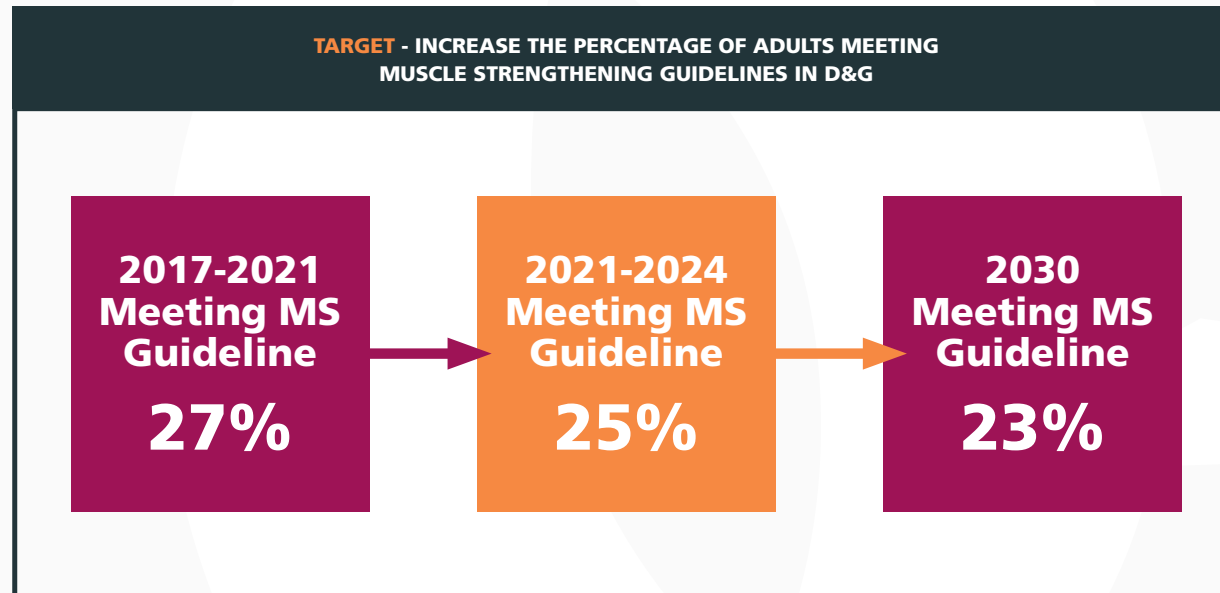 TARGET - INCREASE THE PERCENTAGE OF ADULTS MEETING
MUSCLE STRENGTHENING GUIDELINES IN D&G
2017-2021
Meeting MS
Guideline
27%
2021-2024
Meeting MS
Guideline
25%
2030
Meeting MS
Guideline
23%